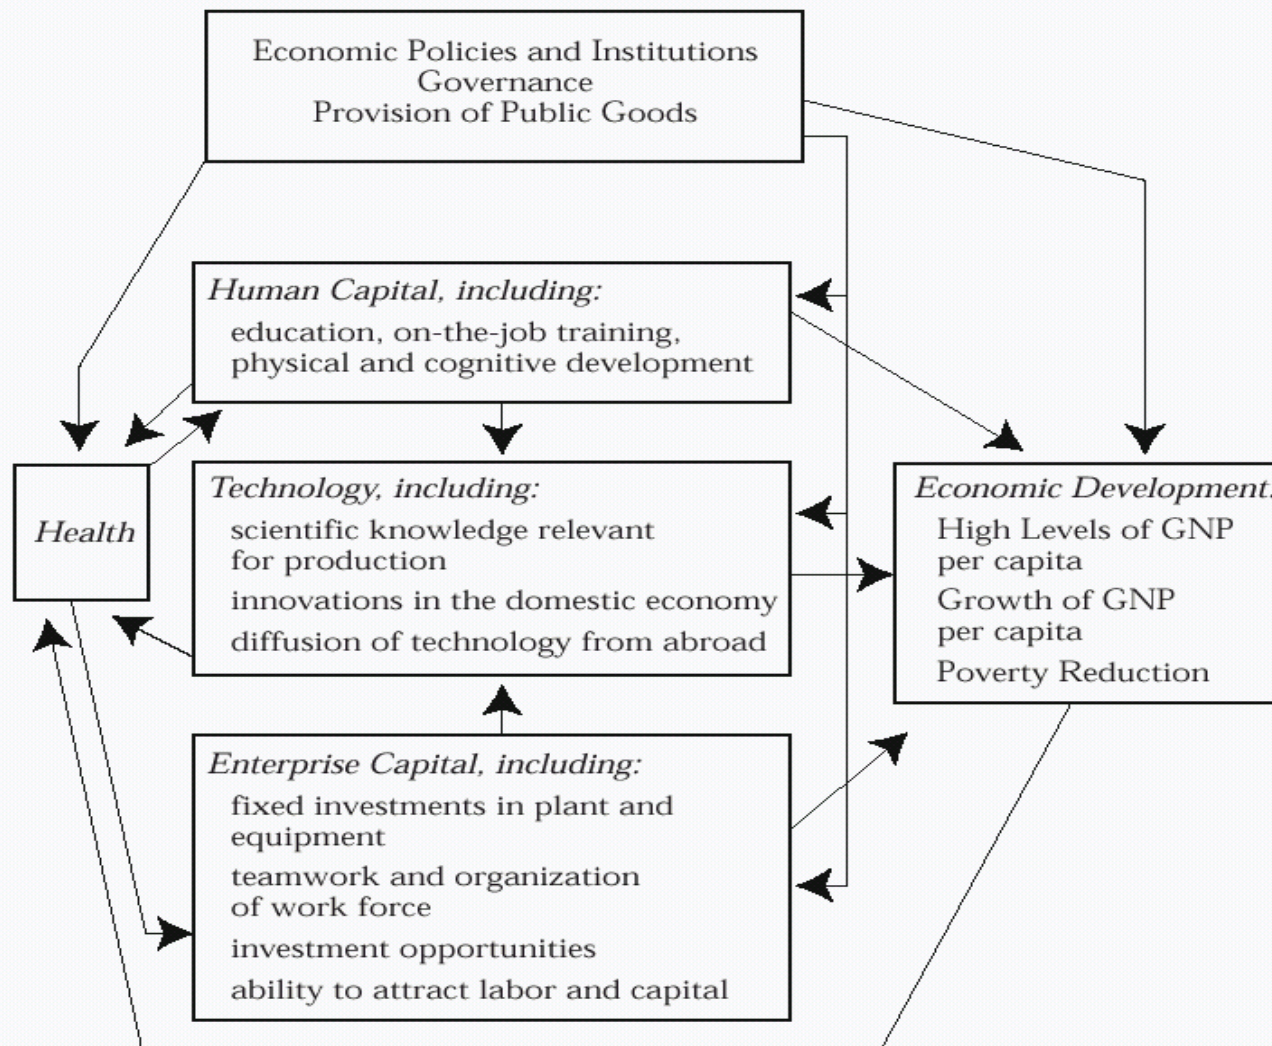 Economic Policies and Institutions
Governance
Provision of Public Goods
Human Capital, including:
education, on-the-job training,
physical and cognitive development
Health
Technology, including:
scientific knowledge relevant
for production
innovations in the domestic economy
diffusion of technology from abroad
Economic Development:
High Levels of GNP
per capita
Growth of GNP
per capita
Poverty Reduction
Enterprise Capital, including:
fixed investments in plant and
equipment
teamwork and organization
of work force
investment opportunities
ability to attract labor and capital